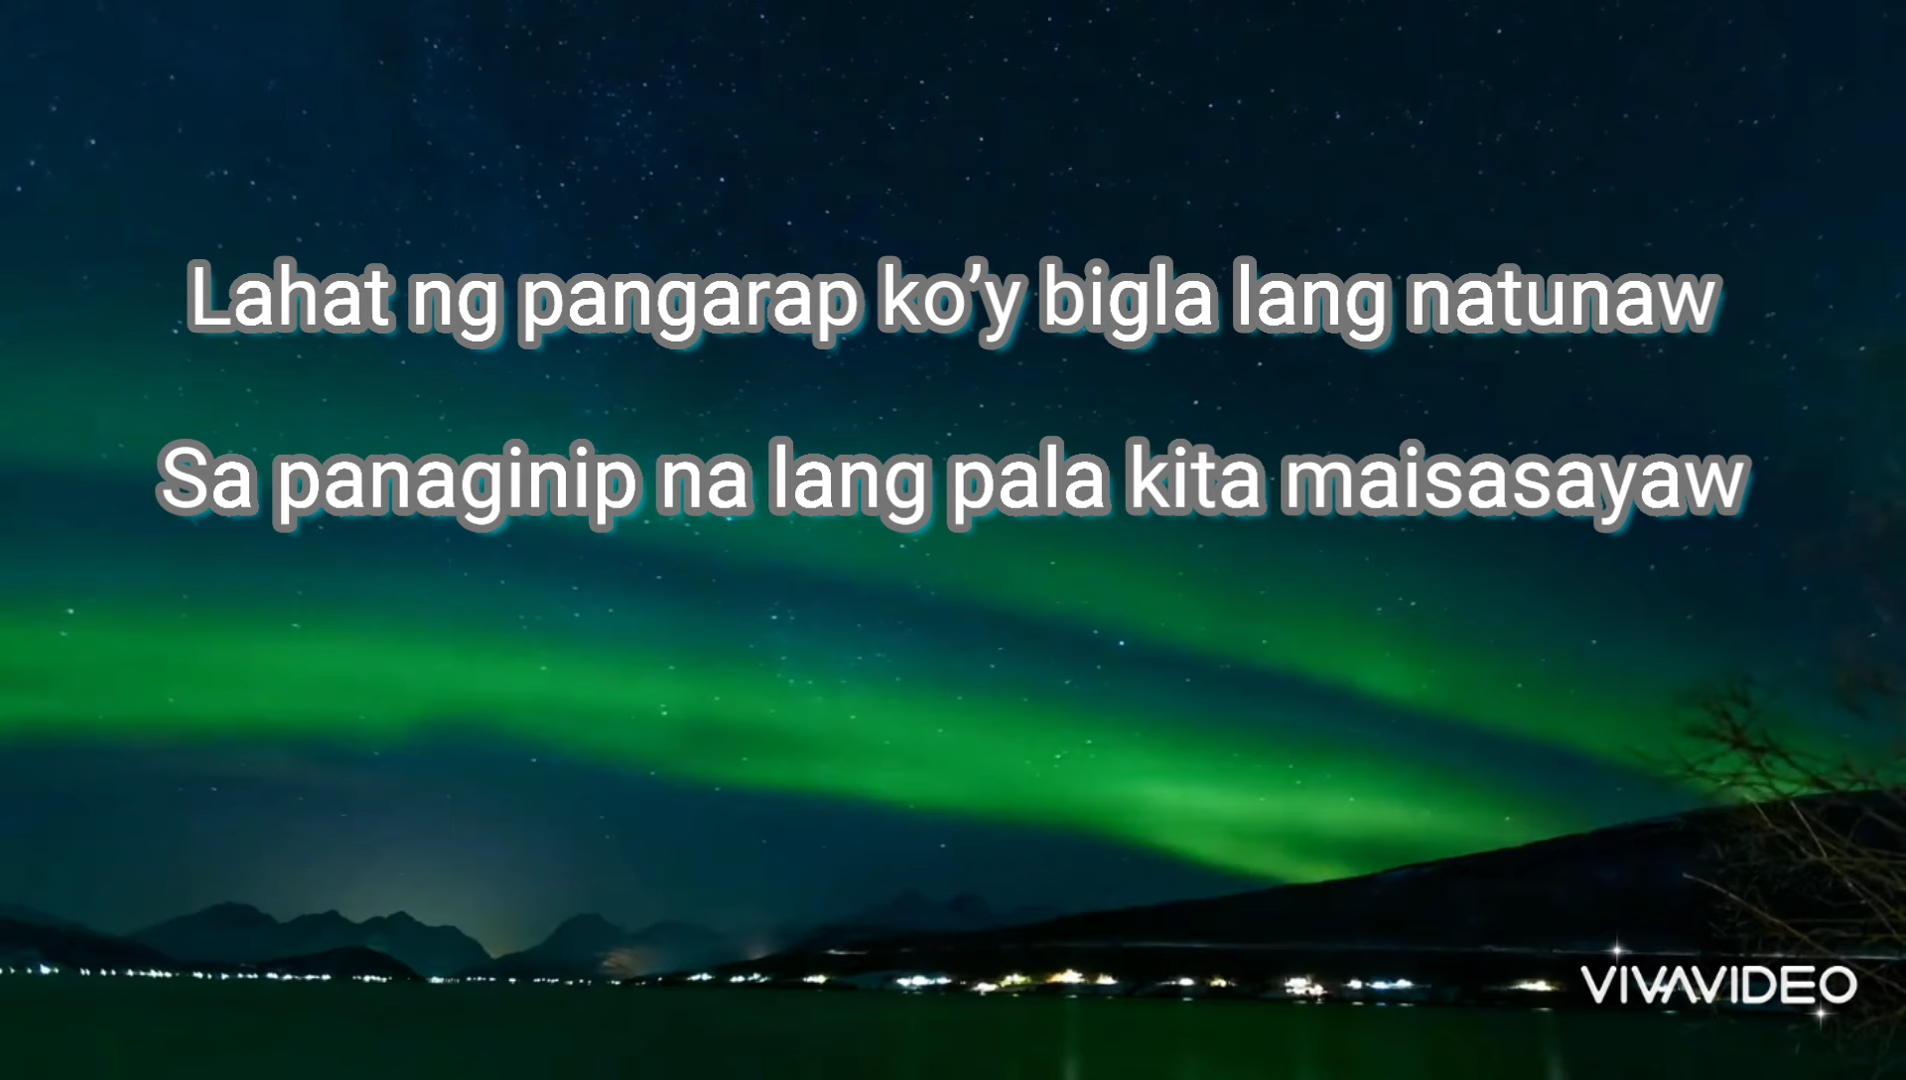 Lahat ng pangarap ko’y bigla lang natunaw
Sa panaginip na lang pala kita maisasayaw
VIVAVIDEO